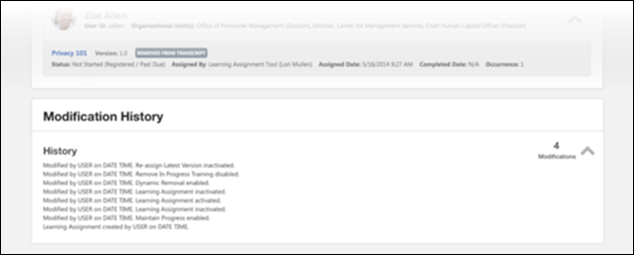 Zoe Allen
User ID: zallen Organizational Unit(s): Office of Personnel Management (Division), Director, Center for Management Services, Chief Human Capital Officer (Position)
Privacy 101 Version: 1.0 REMOVED FROM TRANSCRIPT
Status: Not Started (Registered / Past Due) Assigned By: Learning Assignment Tool (Lori Mullen) Assigned Date: 5/16/2014 9:27 AM Completed Date: N/A Occurrence: 1
Modification History
History
4
Modifications
Modified by USER on DATE TIME. Re-assign Latest Version inactivated.
Modified by USER on DATE TIME. Remove In Progress Training disabled.
Modified by USER on DATE TIME. Dynamic Removal enabled.
Modified by USER on DATE TIME. Learning Assignment inactivated.
Modified by USER on DATE TIME. Learning Assignment activated.
Modified by USER on DATE TIME. Learning Assignment inactivated.
Modified by USER on DATE TIME. Maintain Progress enabled.
Learning Assignment created by USER on DATE TIME.